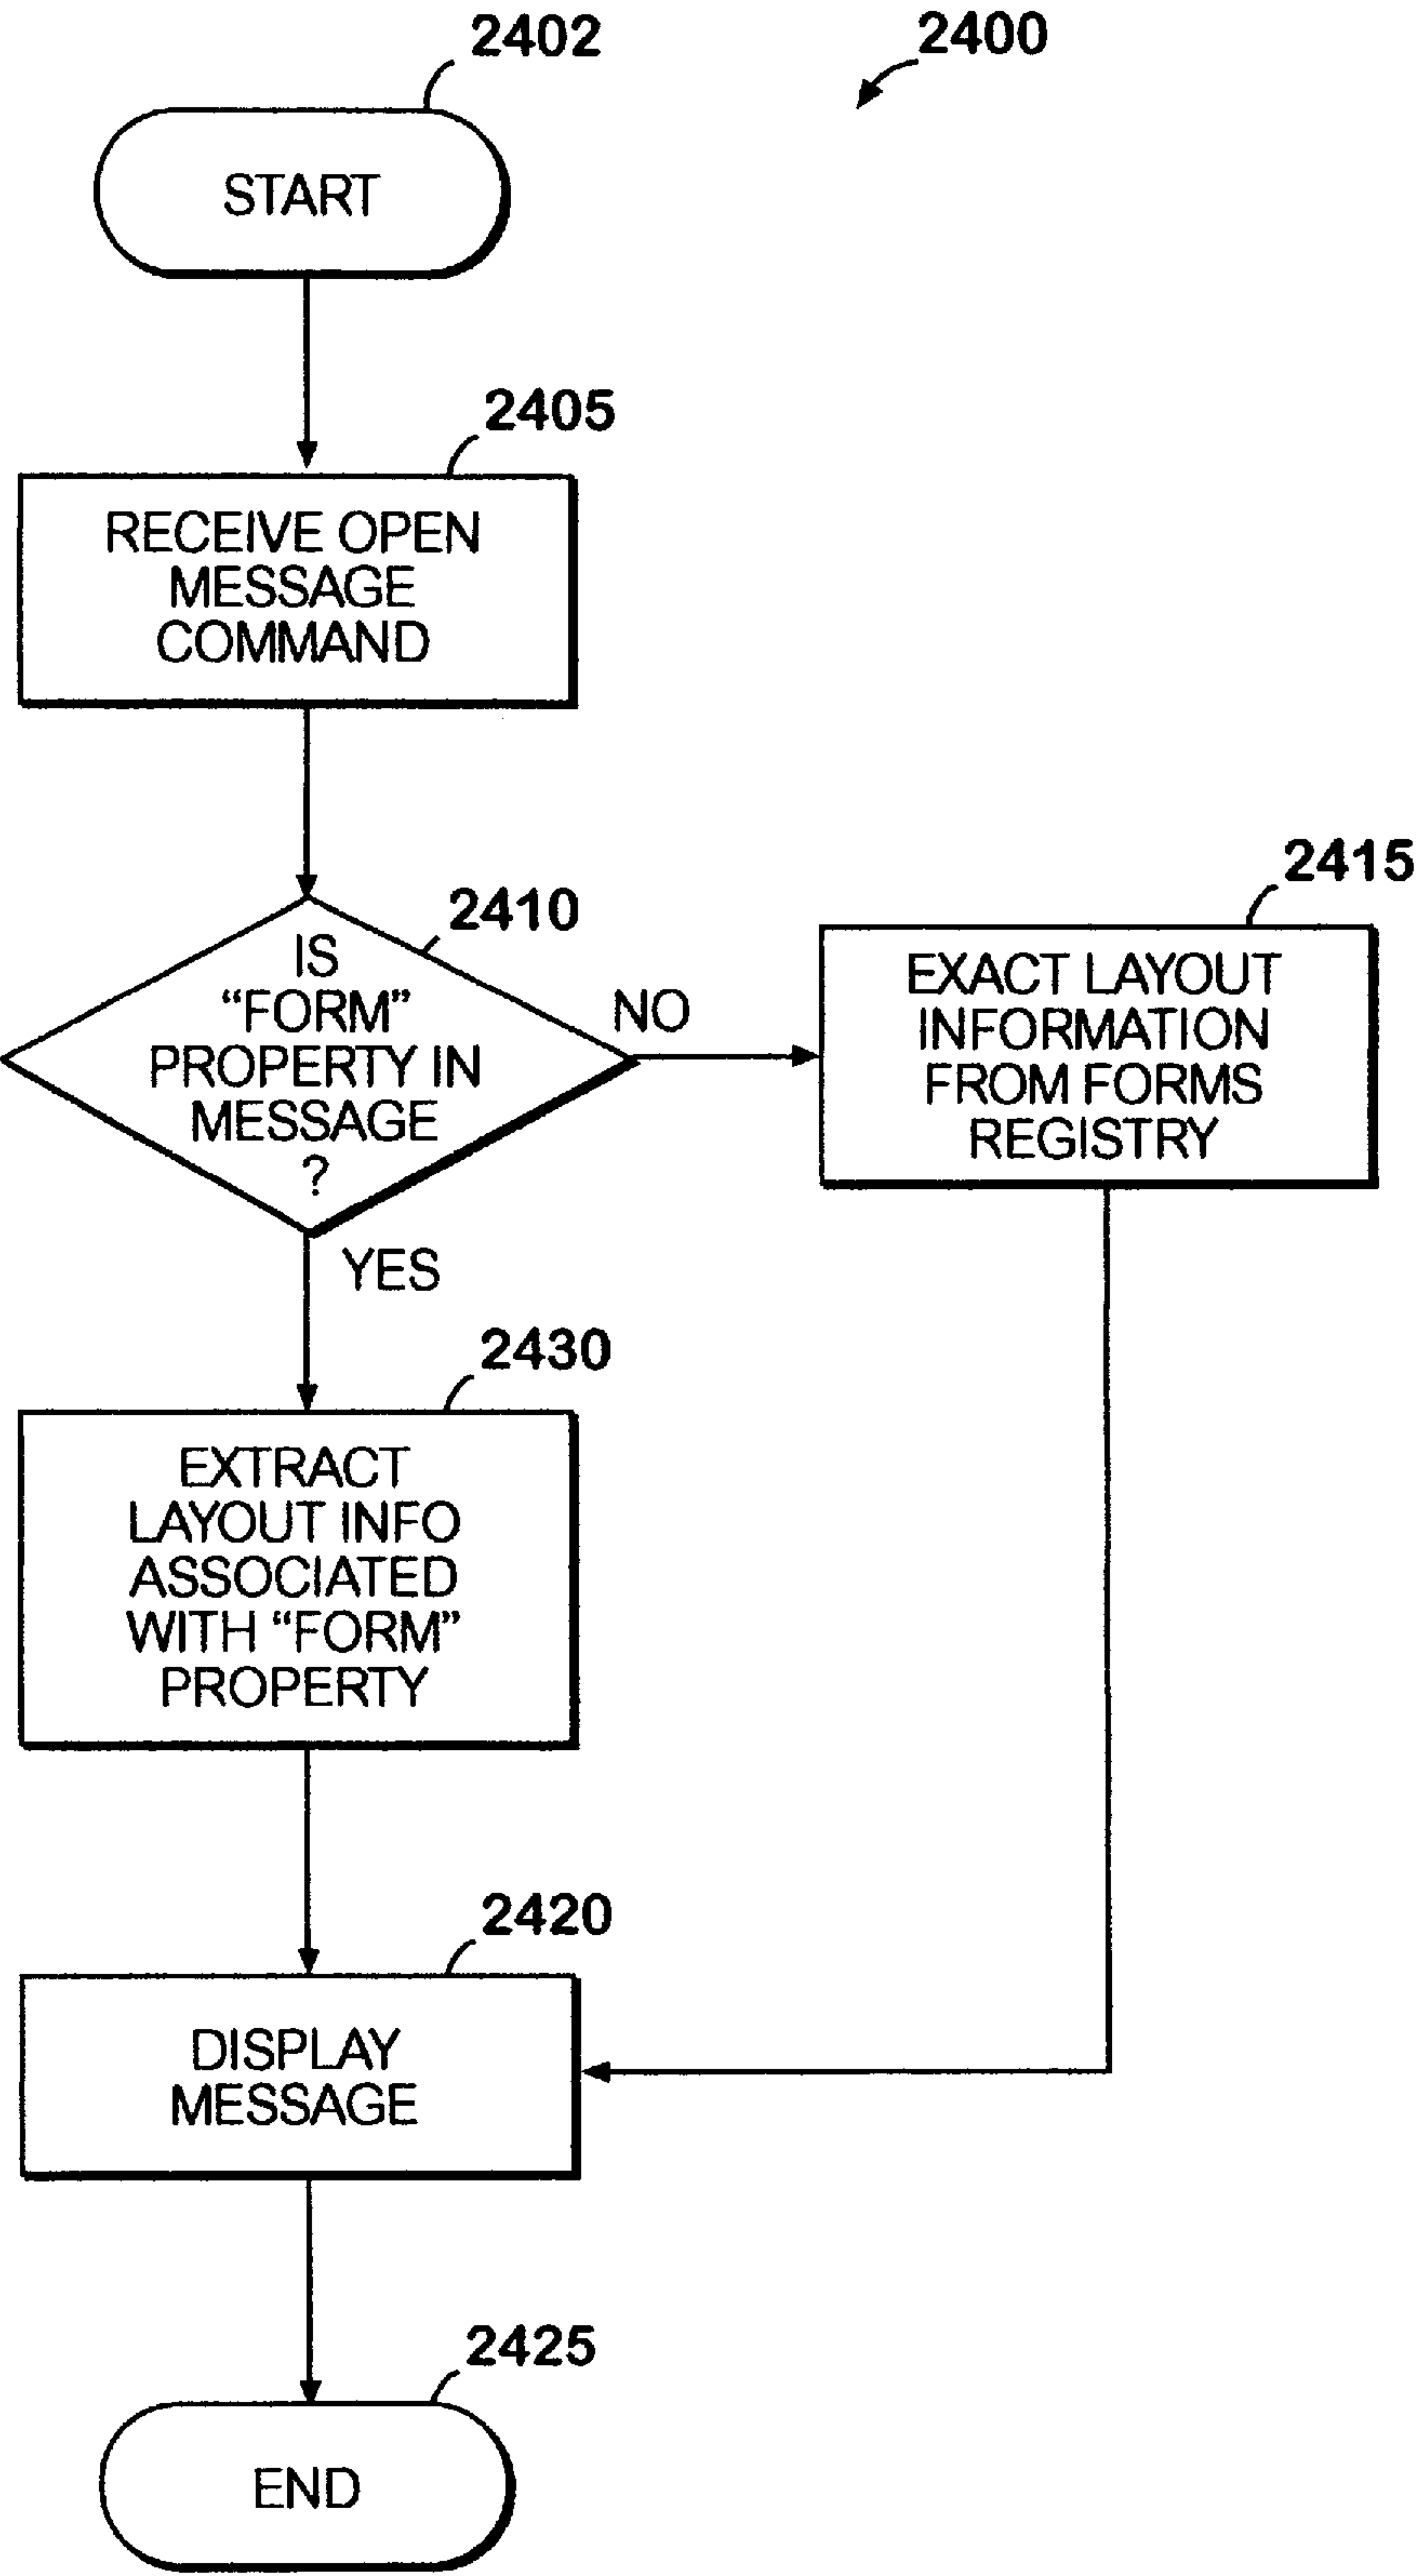 2402
2400
START
2405
RECEIVE OPEN
MESSAGE
COMMAND
2410
IS
“FORM”
PROPERTY IN
MESSAGE
?
NO
2415
EXACT LAYOUT
INFORMATION
FROM FORMS
REGISTRY
YES
2430
EXTRACT
LAYOUT INFO
ASSOCIATED
WITH “FORM”
PROPERTY
2420
DISPLAY
MESSAGE
2425
END